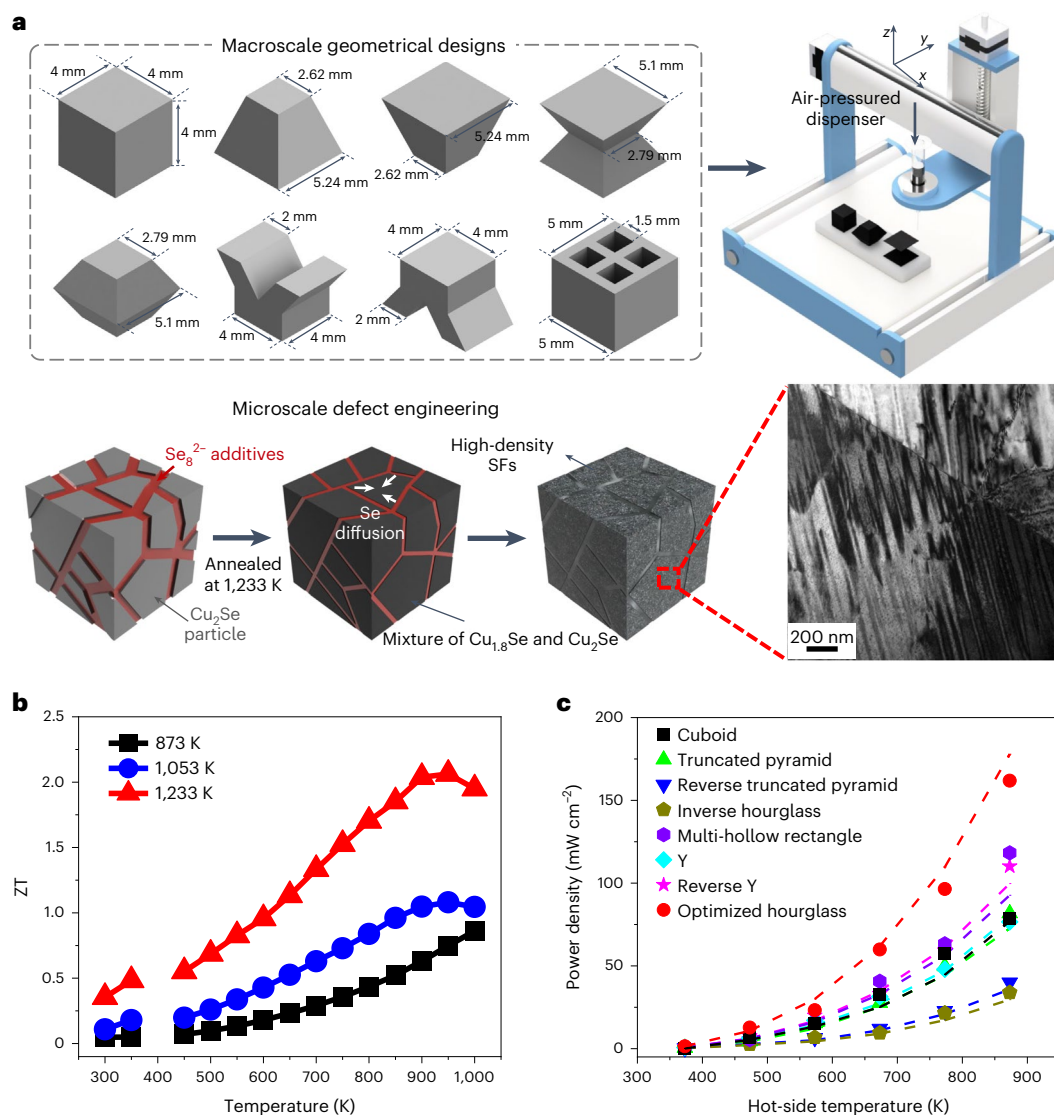 a
Macroscale geometrical designs
4 mm
4 mm
4 mm
2.62 mm
5.24 mm
5.24 mm
2.62 mm
5.1 mm
2.79 mm
2.79 mm
5.1 mm
2 mm
4 mm
4 mm
4 mm
4 mm
2 mm
5 mm
1.5 mm
5 mm
z
y
x
Air-pressured
dispenser
Microscale defect engineering
Se₈²⁻ additives
Cu₂Se
particle
Annealed
at 1,233 K
Se
diffusion
Mixture of Cu₁.₈Se and Cu₂Se
High-density
SFs
200 nm
b
ZT
2.5
2.0
1.5
1.0
0.5
0
873 K
1,053 K
1,233 K
300 400 500 600 700 800 900 1,000
Temperature (K)
c
Power density (mW cm⁻²)
200
150
100
50
0
Cuboid
Truncated pyramid
Reverse truncated pyramid
Inverse hourglass
Multi-hollow rectangle
Y
Reverse Y
Optimized hourglass
300 400 500 600 700 800 900
Hot-side temperature (K)